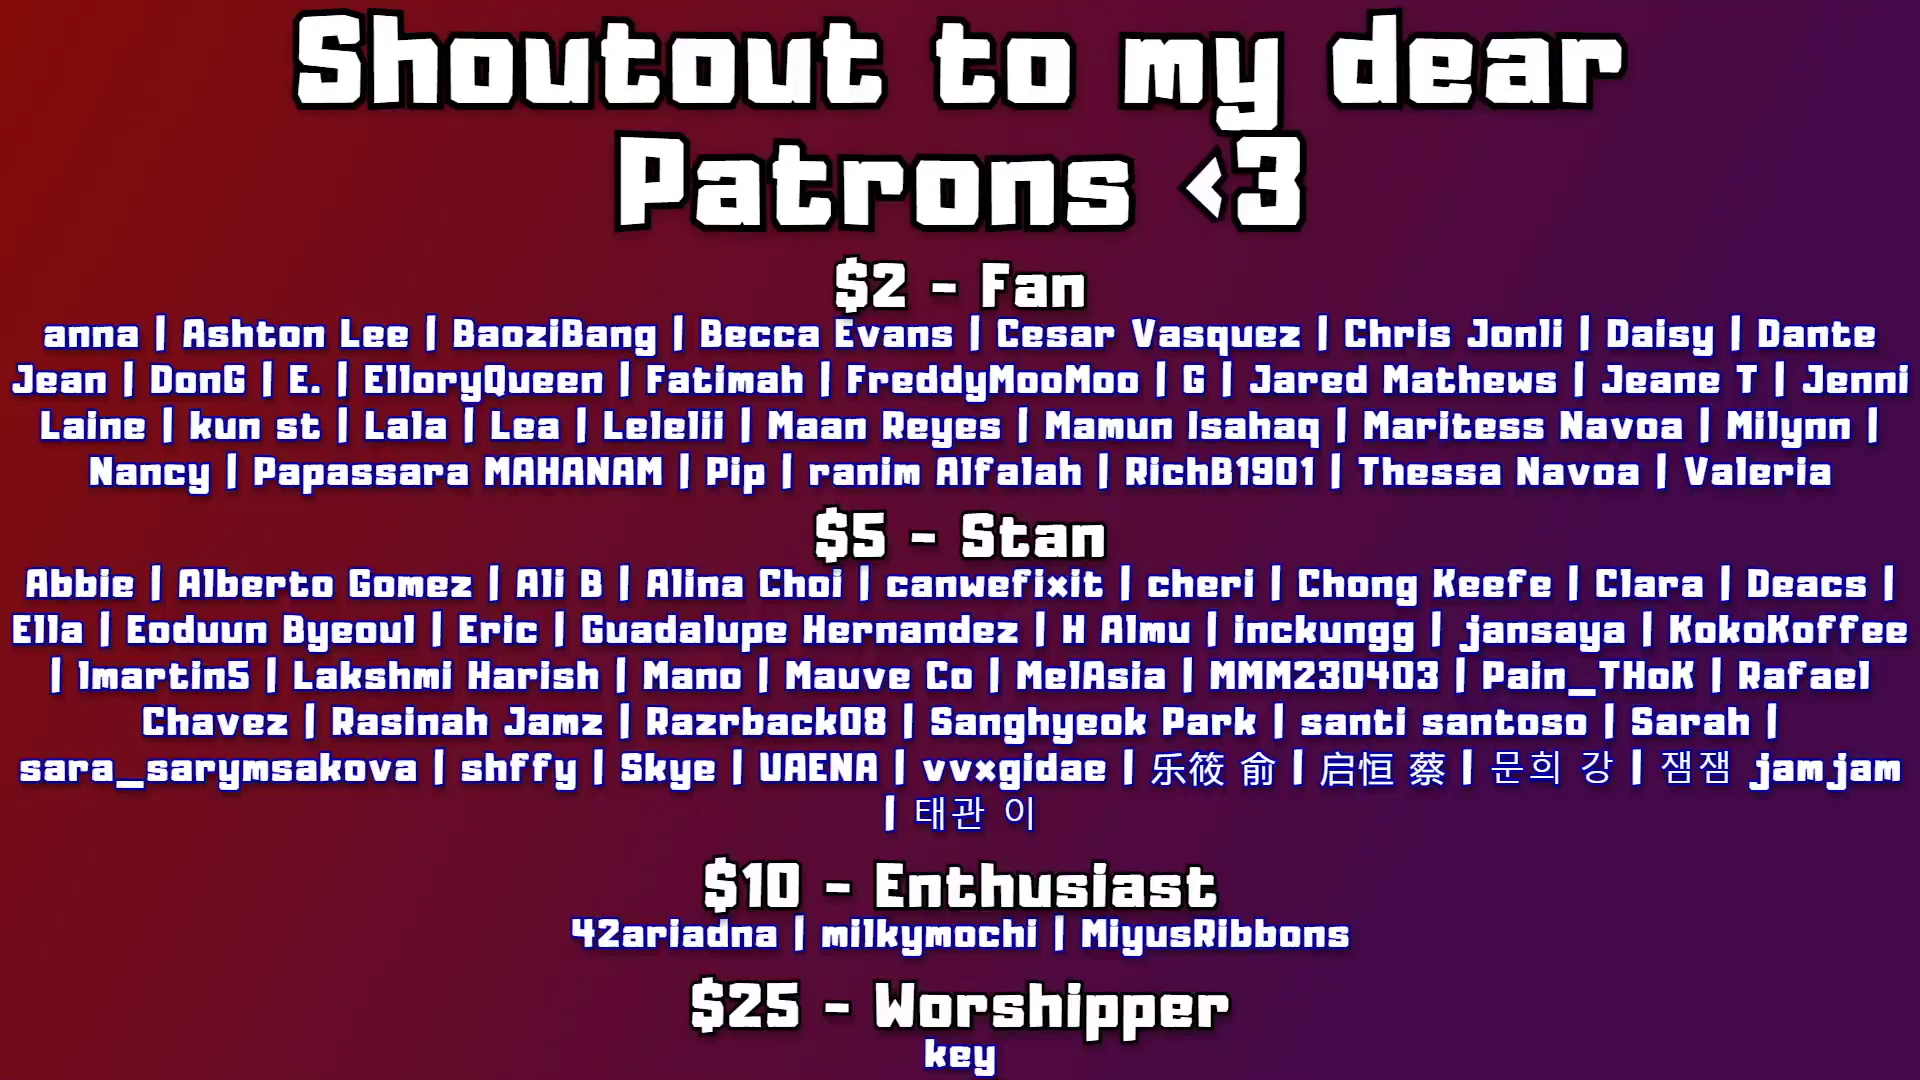 Shoutout to my dear
Patrons <3
$2 - Fan
anna | Ashton Lee | BaoziBang | Becca Evans | Cesar Vasquez | Chris Jonli | Daisy | Dante
Jean | DonG | E. | ElloryQueen | Fatimah | FreddyMooMoo | G | Jared Mathews | Jeane T | Jenni
Laine | kun st | Lala | Lea | Lelelii | Maan Reyes | Mamun Isahaq | Maritess Navoa | Milynn |
Nancy | Papassara MAHANAM | Pip | ranim Alfalah | RichB1901 | Thessa Navoa | Valeria
$5 - Stan
Abbie | Alberto Gomez | Ali B | Alina Choi | canwefixit | cheri | Chong Keefe | Clara | Deacs |
Ella | Eoduun Byeoul | Eric | Guadalupe Hernandez | H Almu | inckungg | jansaya | KokoKoffee
| lmartin5 | Lakshmi Harish | Mano | Mauve Co | MelAsia | MMM230403 | Pain_THoK | Rafael
Chavez | Rasinah Jamz | Razrback08 | Sanghyeok Park | santi santoso | Sarah |
sara_sarymsakova | shffy | Skye | UAENA | vvxgidae | 乐筱 俞 | 启恒 蔡 | 문희 강 | 잼잼 jamjam
| 태관 이
$10 - Enthusiast
42ariadna | milkymochi | MiyusRibbons
$25 - Worshipper
key